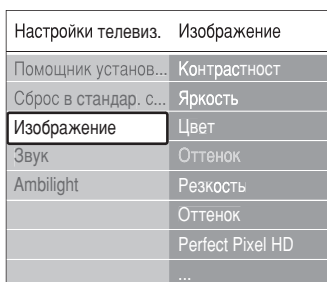 Настройки телевиз. Изображение
Помощник установ... Контрастност
Сброс в стандар. с... Яркость
Изображение Цвет
Звук Оттенок
Ambilight Резкость
Оттенок
Perfect Pixel HD
...